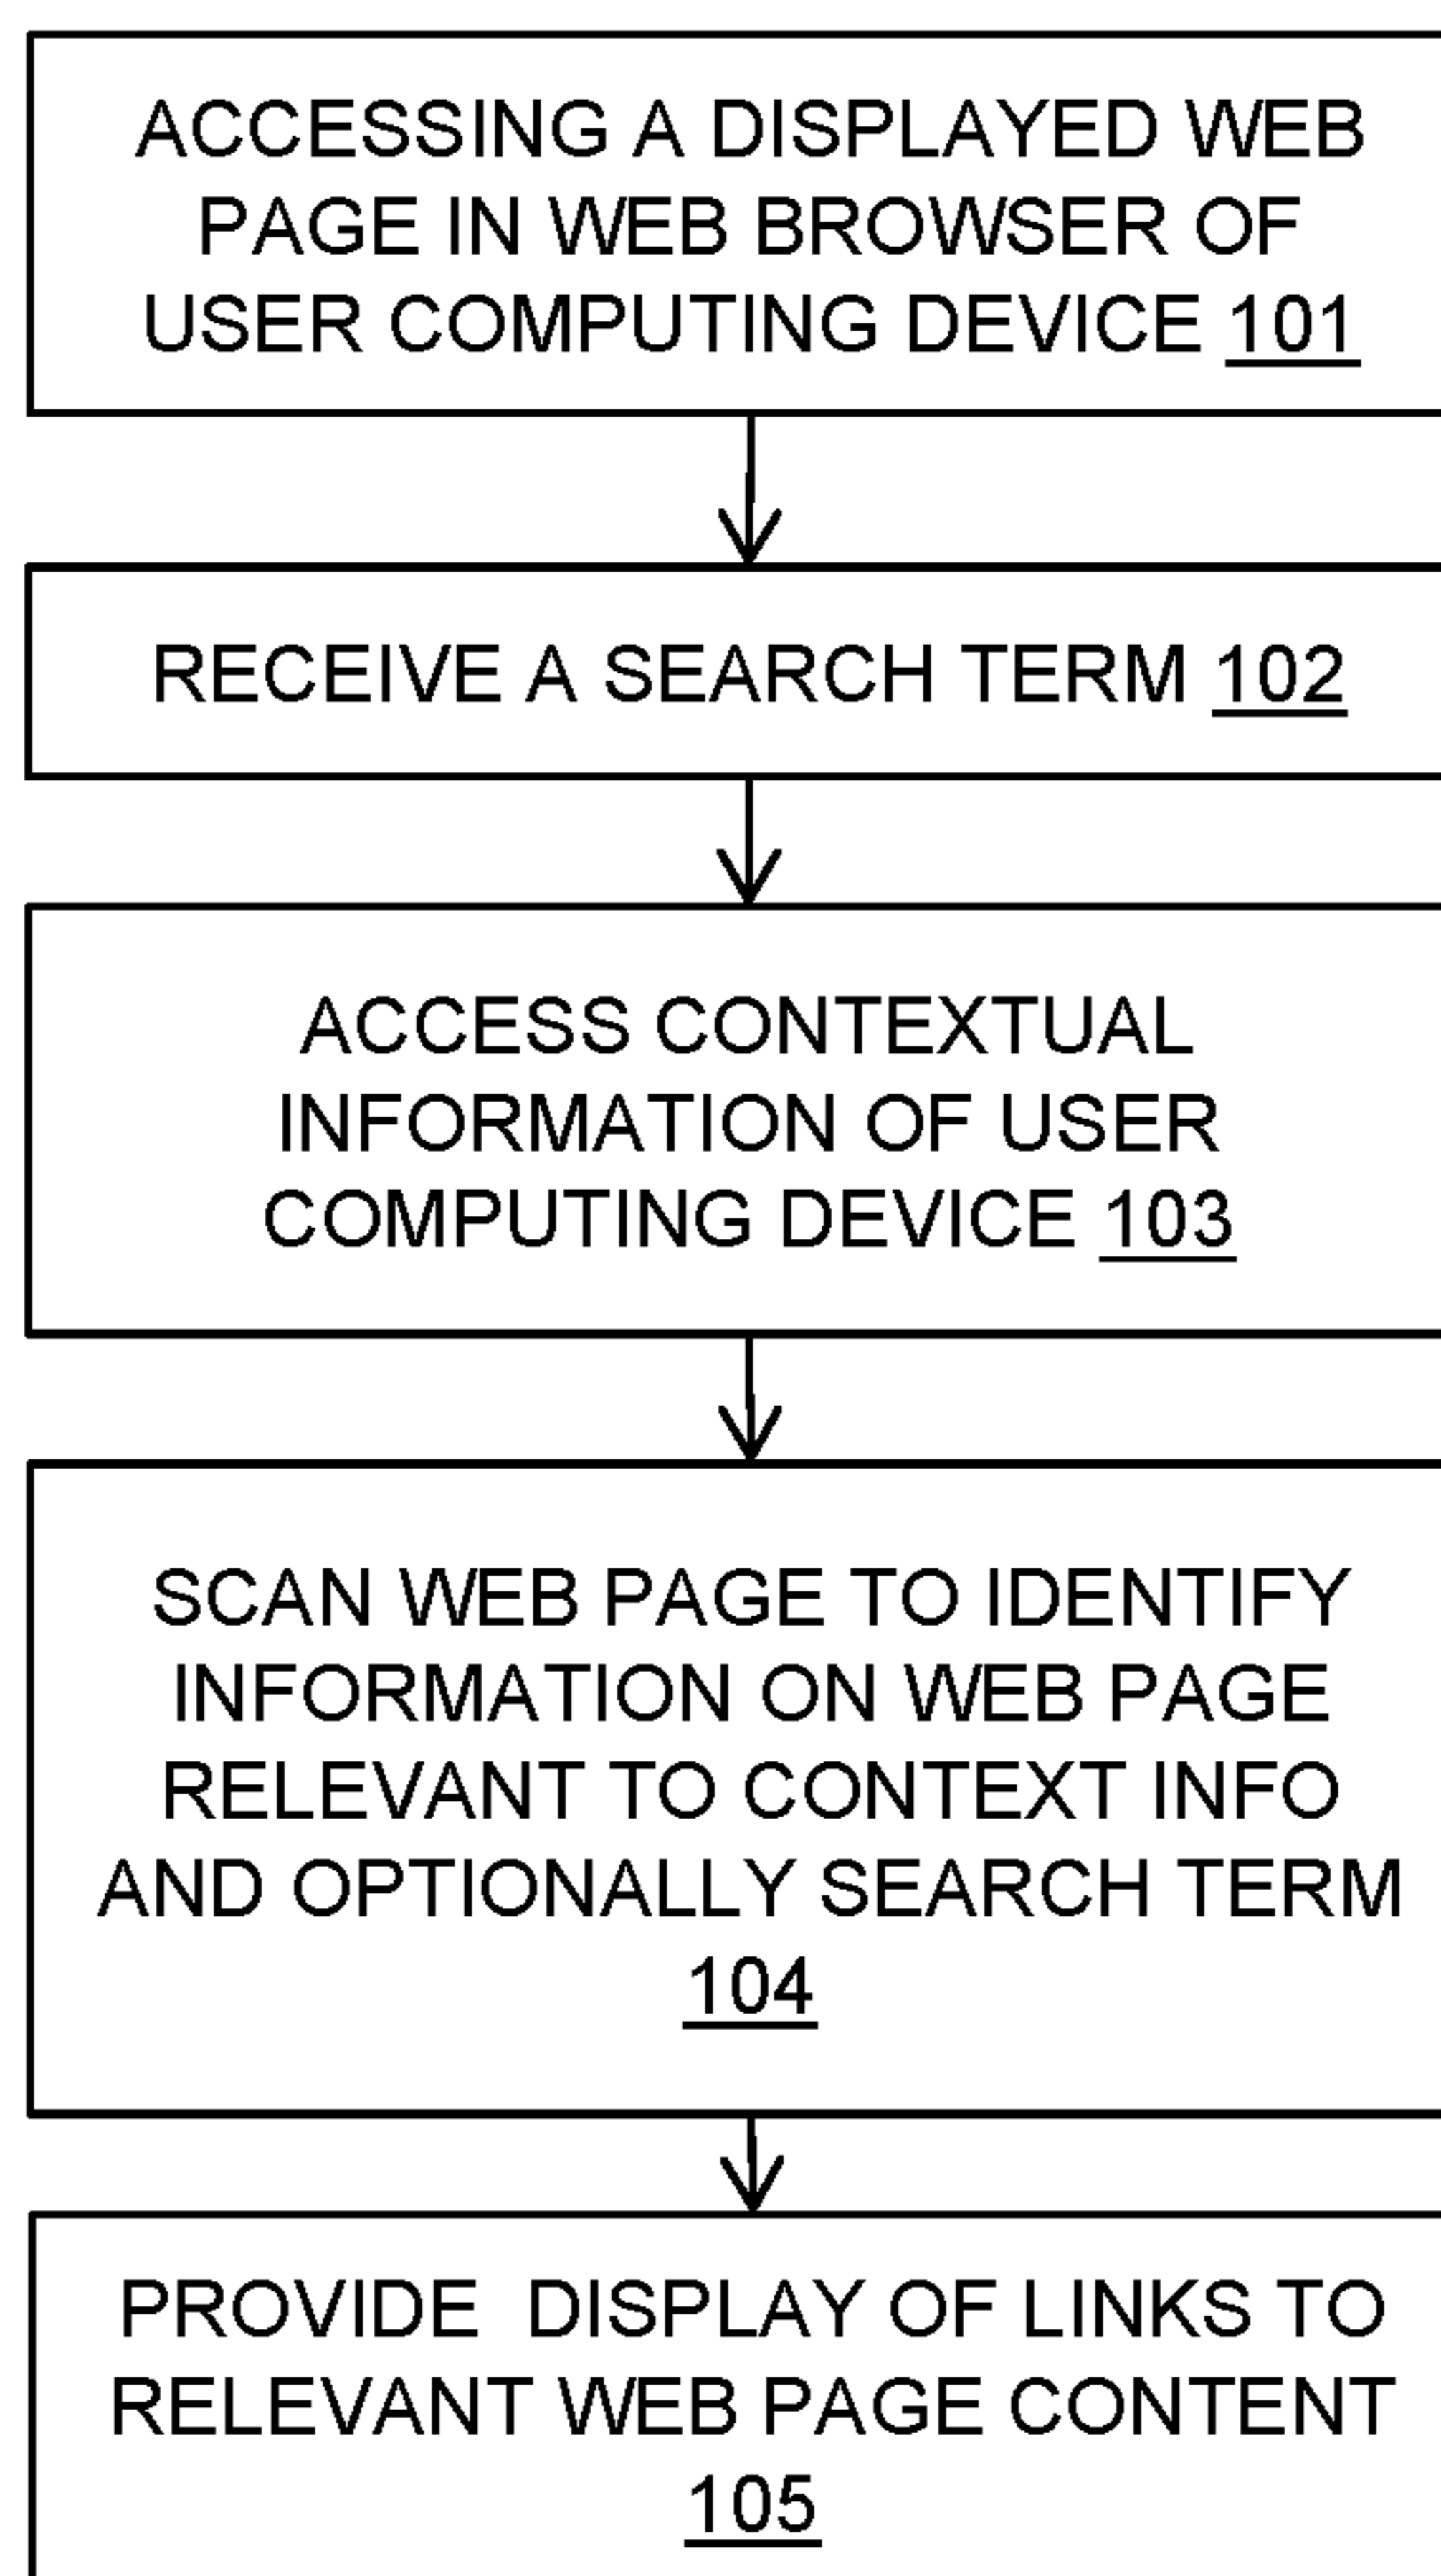 ACCESSING A DISPLAYED WEB
PAGE IN WEB BROWSER OF
USER COMPUTING DEVICE 101
RECEIVE A SEARCH TERM 102
ACCESS CONTEXTUAL
INFORMATION OF USER
COMPUTING DEVICE 103
SCAN WEB PAGE TO IDENTIFY
INFORMATION ON WEB PAGE
RELEVANT TO CONTEXT INFO
AND OPTIONALLY SEARCH TERM
104
PROVIDE DISPLAY OF LINKS TO
RELEVANT WEB PAGE CONTENT
105